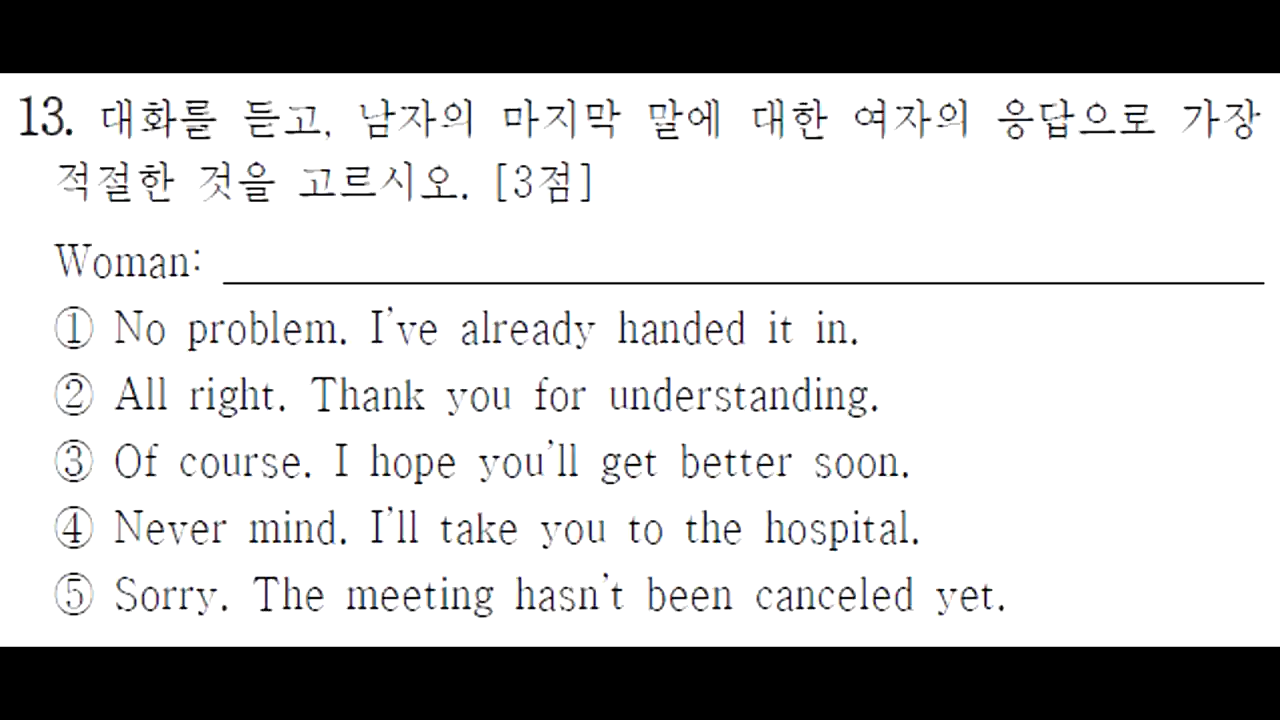 13. 대화를 듣고, 남자의 마지막 말에 대한 여자의 응답으로 가장
적절한 것을 고르시오. [3점]
Woman:
① No problem. I've already handed it in.
② All right. Thank you for understanding.
③ Of course. I hope you'll get better soon.
④ Never mind. I'll take you to the hospital.
⑤ Sorry. The meeting hasn't been canceled yet.